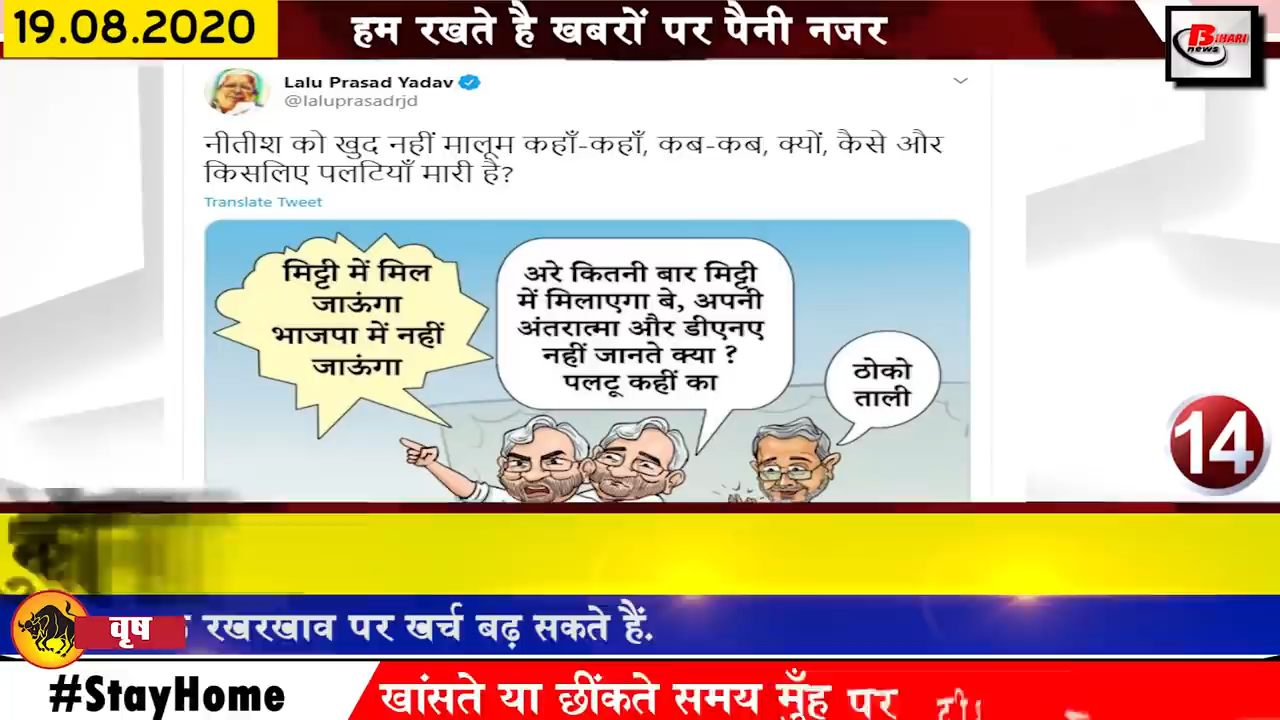 19.08.2020
हम रखते है खबरों पर पैनी नजर
BIHARI
news
Lalu Prasad Yadav
@laluprasadrjd
नीतीश को खुद नहीं मालूम कहाँ-कहाँ, कब-कब, क्यों, कैसे और
किसलिए पलटियाँ मारी है?
Translate Tweet
मिट्टी में मिल
जाऊंगा
भाजपा में नहीं
जाऊंगा
अरे कितनी बार मिट्टी
में मिलाएगा बे, अपनी
अंतरात्मा और डीएनए
नहीं जानते क्या ?
पलटू कहीं का
ठोको
ताली
14
वृष
रखरखाव पर खर्च बढ़ सकते हैं.
#StayHome
खांसते या छींकते समय मुँह पर